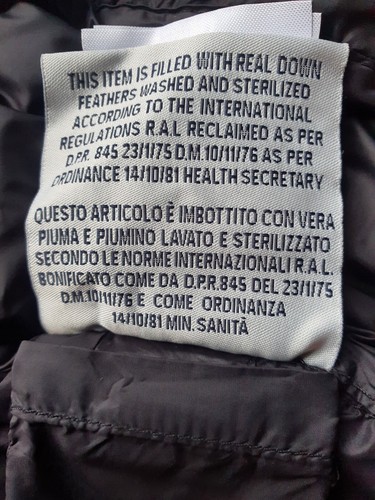 THIS ITEM IS FILLED WITH REAL DOWN
FEATHERS WASHED AND STERILIZED
ACCORDING TO THE INTERNATIONAL
REGULATIONS R.A.L RECLAIMED AS PER
D.P.R. 845 23/1/75 D.M.10/11/76 AS PER
ORDINANCE 14/10/81 HEALTH SECRETARY
QUESTO ARTICOLO È IMBOTTITO CON VERA
PIUMA E PIUMINO LAVATO E STERILIZZATO
SECONDO LE NORME INTERNAZIONALI R.A.L.
BONIFICATO COME DA D.P.R.845 DEL 23/1/75
D.M.10/11/76 E COME ORDINANZA
14/10/81 MIN. SANITÀ